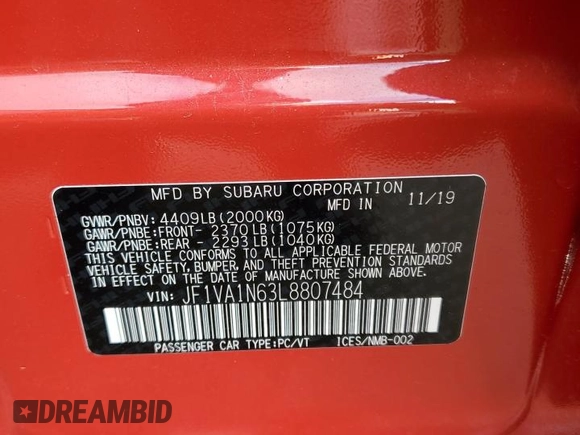 MFD BY SUBARU CORPORATION
GVWR/PNBV: 4409LB(2000KG) MFD IN 11/19
GAWR/PNBE:FRONT- 2370LB(1075KG)
GAWR/PNBE:REAR - 2293LB(1040KG)
THIS VEHICLE CONFORMS TO ALL APPLICABLE FEDERAL MOTOR
VEHICLE SAFETY, BUMPER, AND THEFT PREVENTION STANDARDS
IN EFFECT ON THE DATE OF MANUFACTURE SHOWN ABOVE.
VIN: JF1VA1N63L8807484
PASSENGER CAR TYPE:PC/VT ICES/NMB-002
DREAMBID